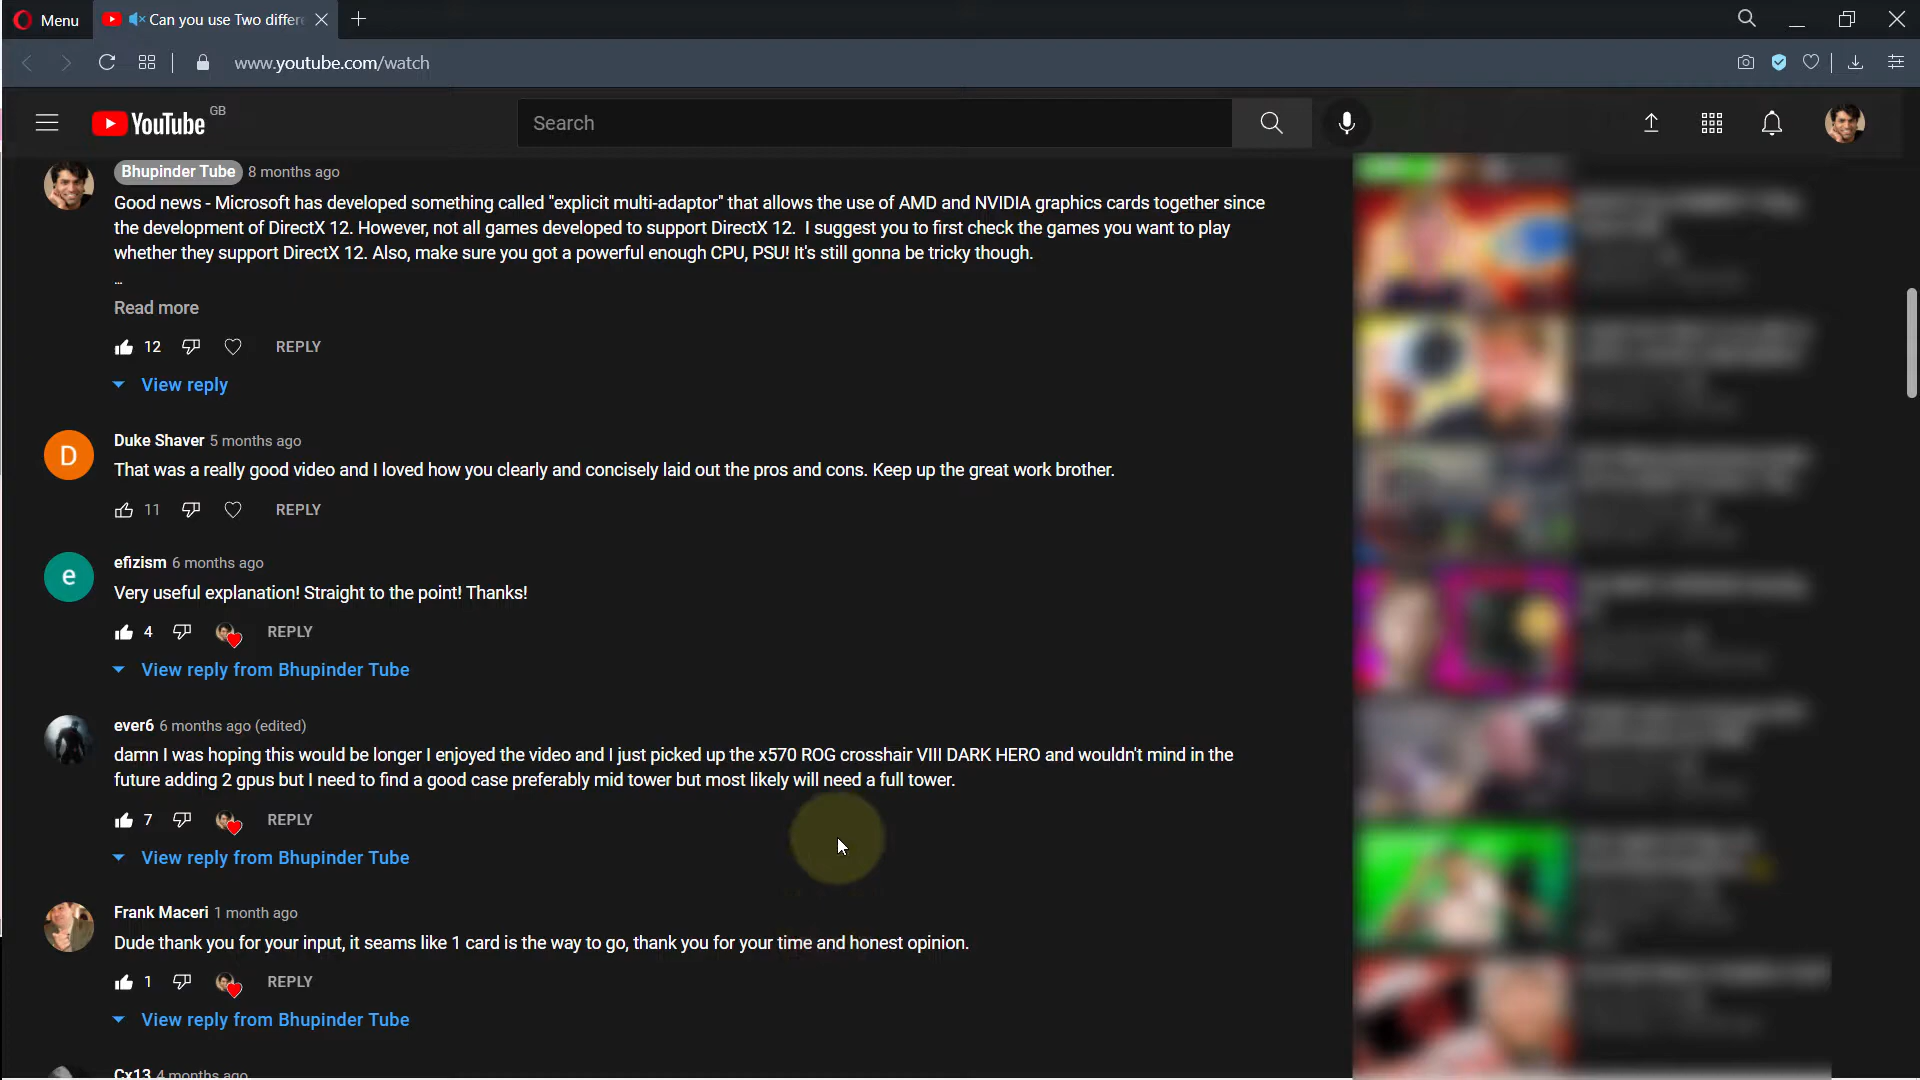 Menu
Can you use Two differe
www.youtube.com/watch
YouTube GB
Search
Bhupinder Tube 8 months ago
Good news - Microsoft has developed something called "explicit multi-adaptor" that allows the use of AMD and NVIDIA graphics cards together since
the development of DirectX 12. However, not all games developed to support DirectX 12. I suggest you to first check the games you want to play
whether they support DirectX 12. Also, make sure you got a powerful enough CPU, PSU! It's still gonna be tricky though.
...
Read more
12 REPLY
View reply
D
Duke Shaver 5 months ago
That was a really good video and I loved how you clearly and concisely laid out the pros and cons. Keep up the great work brother.
11 REPLY
e
efizism 6 months ago
Very useful explanation! Straight to the point! Thanks!
4 REPLY
View reply from Bhupinder Tube
ever6 6 months ago (edited)
damn I was hoping this would be longer I enjoyed the video and I just picked up the x570 ROG crosshair VIII DARK HERO and wouldn't mind in the
future adding 2 gpus but I need to find a good case preferably mid tower but most likely will need a full tower.
7 REPLY
View reply from Bhupinder Tube
Frank Maceri 1 month ago
Dude thank you for your input, it seams like 1 card is the way to go, thank you for your time and honest opinion.
1 REPLY
View reply from Bhupinder Tube
Cx13 4 months ago